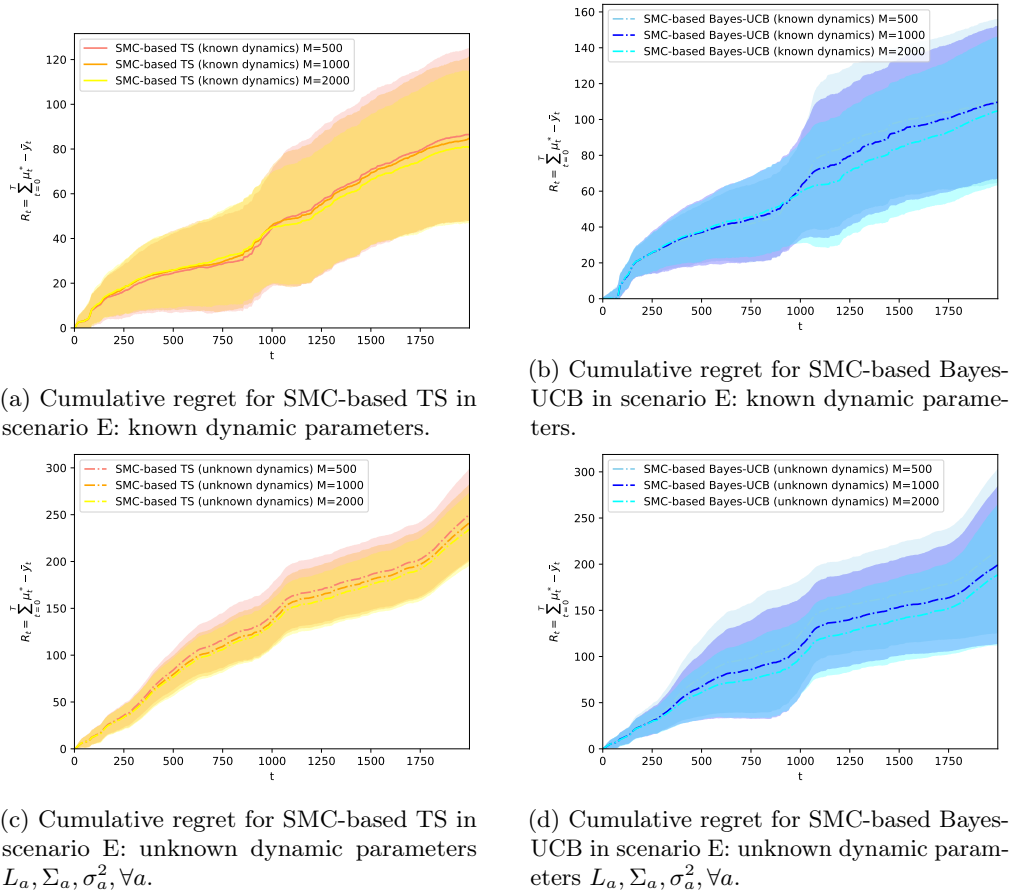 SMC-based TS (known dynamics) M=500
SMC-based TS (known dynamics) M=1000
SMC-based TS (known dynamics) M=2000
120
100
80
60
40
20
0
0 250 500 750 1000 1250 1500 1750
t
R_t = \sum_{t=0}^{T} μ_t^* − ȳ_t
(a) Cumulative regret for SMC-based TS in
scenario E: known dynamic parameters.
SMC-based Bayes-UCB (known dynamics) M=500
SMC-based Bayes-UCB (known dynamics) M=1000
SMC-based Bayes-UCB (known dynamics) M=2000
160
140
120
100
80
60
40
20
0
0 250 500 750 1000 1250 1500 1750
t
R_t = \sum_{t=0}^{T} μ_t^* − ȳ_t
(b) Cumulative regret for SMC-based Bayes-
UCB in scenario E: known dynamic parame-
ters.
SMC-based TS (unknown dynamics) M=500
SMC-based TS (unknown dynamics) M=1000
SMC-based TS (unknown dynamics) M=2000
300
250
200
150
100
50
0
0 250 500 750 1000 1250 1500 1750
t
R_t = \sum_{t=0}^{T} μ_t^* − ȳ_t
(c) Cumulative regret for SMC-based TS in
scenario E: unknown dynamic parameters
L_a, Σ_a, σ_a^2, ∀a.
SMC-based Bayes-UCB (unknown dynamics) M=500
SMC-based Bayes-UCB (unknown dynamics) M=1000
SMC-based Bayes-UCB (unknown dynamics) M=2000
300
250
200
150
100
50
0
0 250 500 750 1000 1250 1500 1750
t
R_t = \sum_{t=0}^{T} μ_t^* − ȳ_t
(d) Cumulative regret for SMC-based Bayes-
UCB in scenario E: unknown dynamic param-
eters L_a, Σ_a, σ_a^2, ∀a.